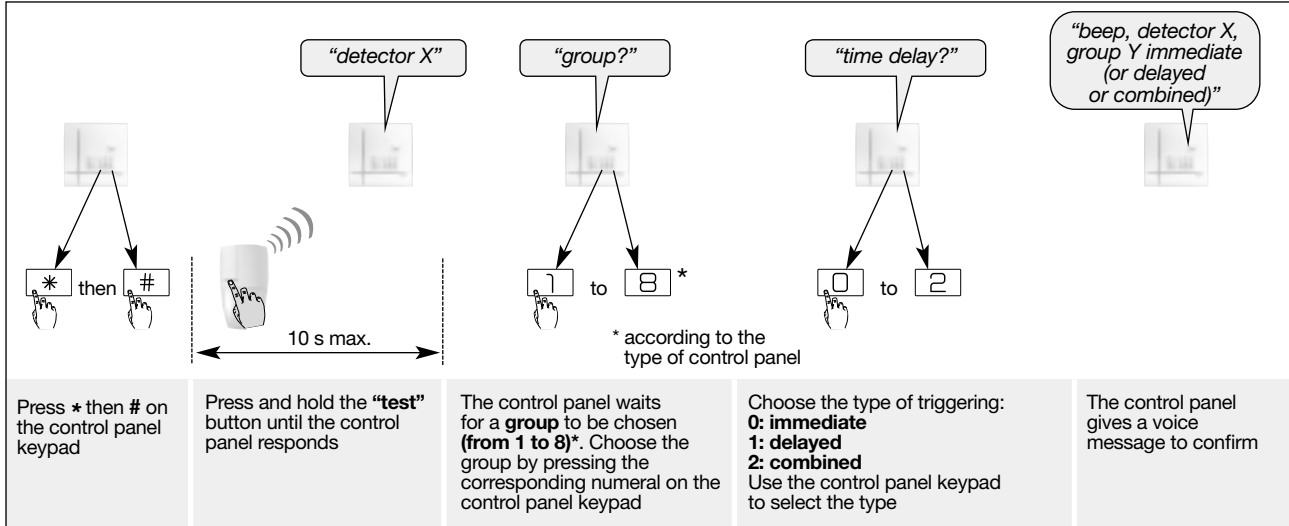 “detector X”
“group?”
“time delay?”
“beep, detector X,
group Y immediate
(or delayed
or combined)”
* then #
1 to 8 *
0 to 2
10 s max.
* according to the
type of control panel
Press * then # on
the control panel
keypad
Press and hold the “test”
button until the control
panel responds
The control panel waits
for a group to be chosen
(from 1 to 8)*. Choose the
group by pressing the
corresponding numeral on the
control panel keypad
Choose the type of triggering:
0: immediate
1: delayed
2: combined
Use the control panel keypad
to select the type
The control panel
gives a voice
message to confirm